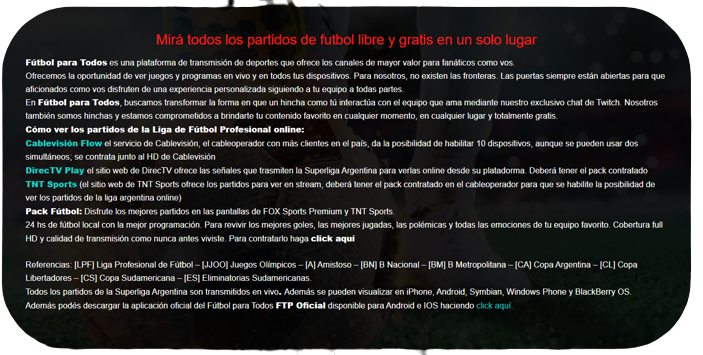 Mirá todos los partidos de futbol libre y gratis en un solo lugar
Fútbol para Todos es una plataforma de transmisión de deportes que ofrece los canales de mayor valor para fanáticos como vos.
Ofrecemos la oportunidad de ver juegos y programas en vivo y en todos tus dispositivos. Para nosotros, no existen las fronteras. Las puertas siempre están abiertas para que
aficionados como vos disfruten de una experiencia personalizada siguiendo a tu equipo a todas partes.
En Fútbol para Todos, buscamos transformar la forma en que un hincha como tú interactúa con el equipo que ama mediante nuestro exclusivo chat de Twitch. Nosotros
también somos hinchas y estamos comprometidos a brindarte tu contenido favorito en cualquier momento, en cualquier lugar y totalmente gratis.
Cómo ver los partidos de la Liga de Fútbol Profesional online:
Cablevisión Flow el servicio de Cablevisión, el cableoperador con más clientes en el país, da la posibilidad de habilitar 10 dispositivos, aunque se pueden usar dos
simultáneos; se contrata junto al HD de Cablevisión
DirecTV Play el sitio web de DirecTV ofrece las señales que trasmiten la Superliga Argentina para verlas online desde su platadorma. Deberá tener el pack contratado
TNT Sports (el sitio web de TNT Sports ofrece los partidos para ver en stream, deberá tener el pack contratado en el cableoperador para que se habilite la posibilidad de
ver los partidos de la liga argentina online)
Pack Fútbol: Disfrute los mejores partidos en las pantallas de FOX Sports Premium y TNT Sports.
24 hs de fútbol local con la mejor programación. Para revivir los mejores goles, las mejores jugadas, las polémicas y todas las emociones de tu equipo favorito. Cobertura full
HD y calidad de transmisión como nunca antes viviste. Para contratarlo haga click aquí
Referencias: [LPF] Liga Profesional de Fútbol – [JJOO] Juegos Olímpicos – [A] Amistoso – [BN] B Nacional – [BM] B Metropolitana – [CA] Copa Argentina – [CL] Copa
Libertadores – [CS] Copa Sudamericana – [ES] Eliminatorias Sudamericanas.
Todos los partidos de la Superliga Argentina son transmitidos en vivo. Además se pueden visualizar en iPhone, Android, Symbian, Windows Phone y BlackBerry OS.
Además podés descargar la aplicación oficial del Fútbol para Todos FTP Oficial disponible para Android e IOS haciendo click aquí.